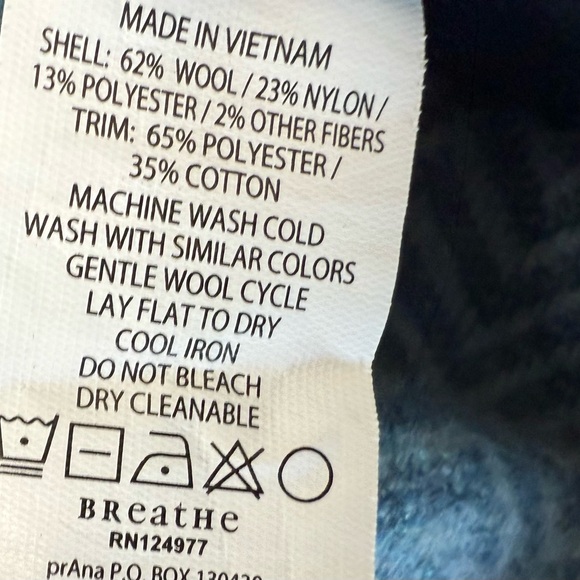 MADE IN VIETNAM
SHELL: 62% WOOL / 23% NYLON /
13% POLYESTER / 2% OTHER FIBERS
TRIM: 65% POLYESTER /
35% COTTON
MACHINE WASH COLD
WASH WITH SIMILAR COLORS
GENTLE WOOL CYCLE
LAY FLAT TO DRY
COOL IRON
DO NOT BLEACH
DRY CLEANABLE
BReatHe
RN124977
prAna P.O. BOX